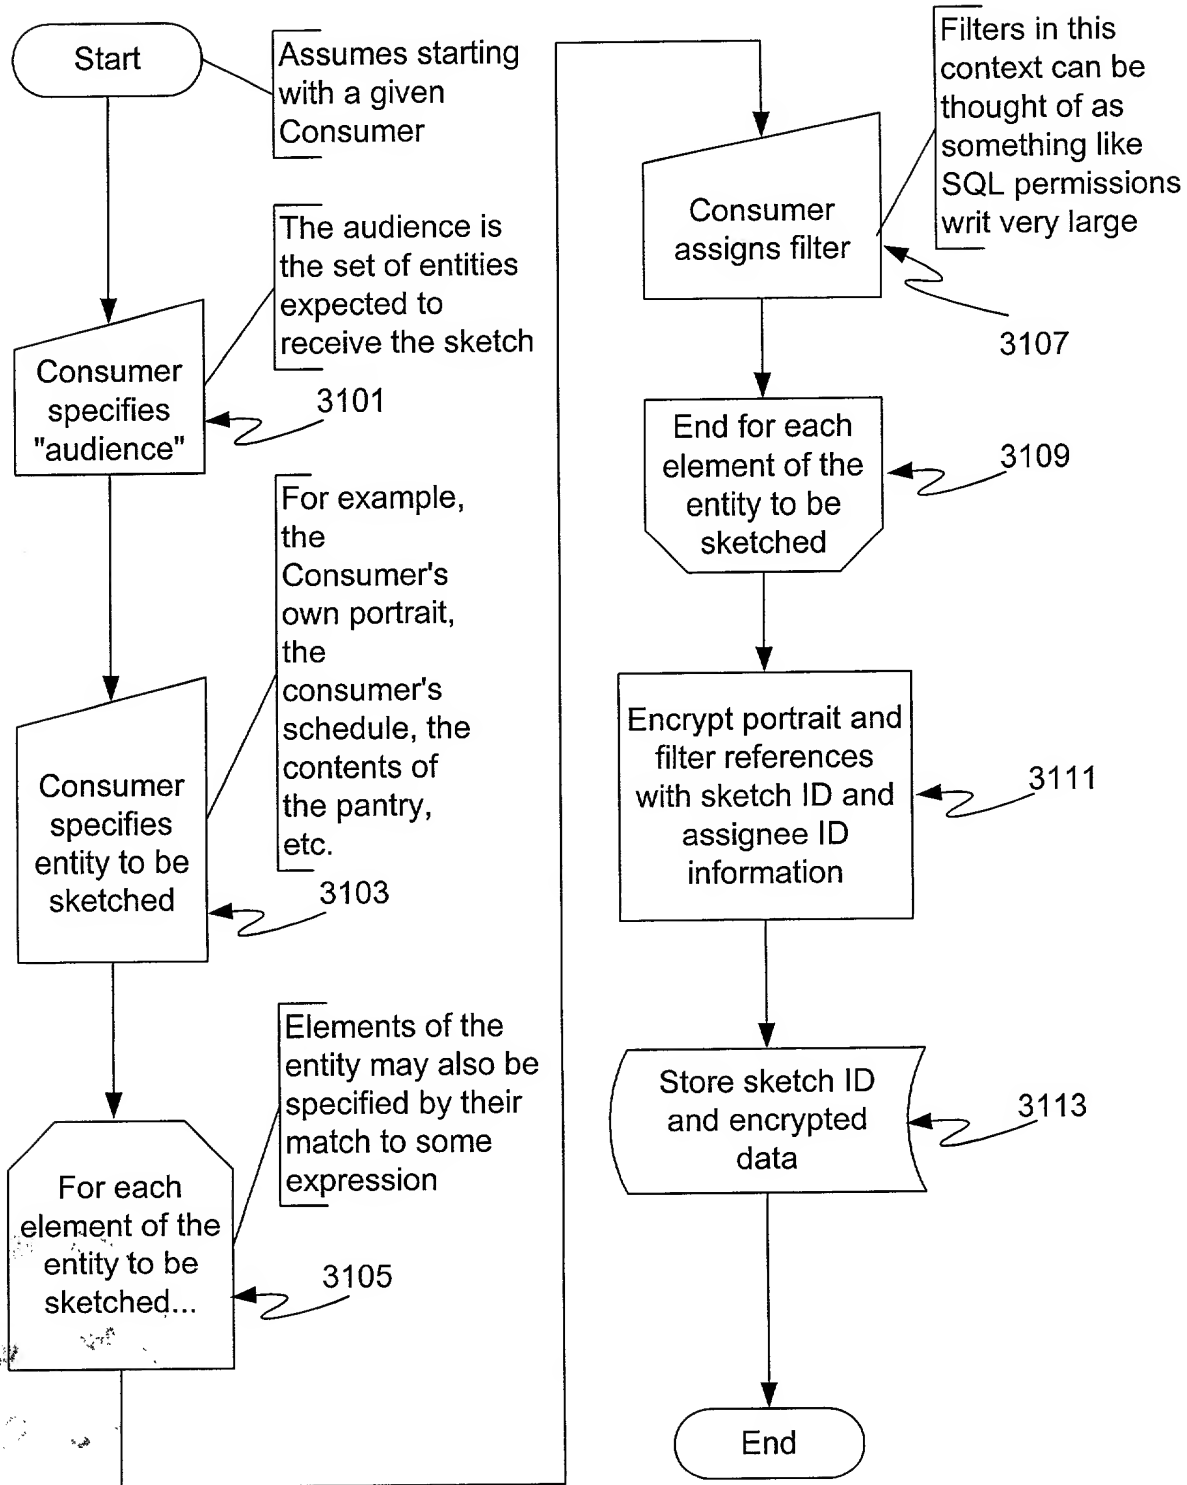 Start
Assumes starting
with a given
Consumer
The audience is
the set of entities
expected to
receive the sketch
Consumer
specifies
"audience"
3101
For example,
the
Consumer's
own portrait,
the
consumer's
schedule, the
contents of
the pantry,
etc.
Consumer
specifies
entity to be
sketched
3103
Elements of the
entity may also be
specified by their
match to some
expression
For each
element of the
entity to be
sketched...
3105
Filters in this
context can be
thought of as
something like
SQL permissions
writ very large
Consumer
assigns filter
3107
End for each
element of the
entity to be
sketched
3109
Encrypt portrait and
filter references
with sketch ID and
assignee ID
information
3111
Store sketch ID
and encrypted
data
3113
End